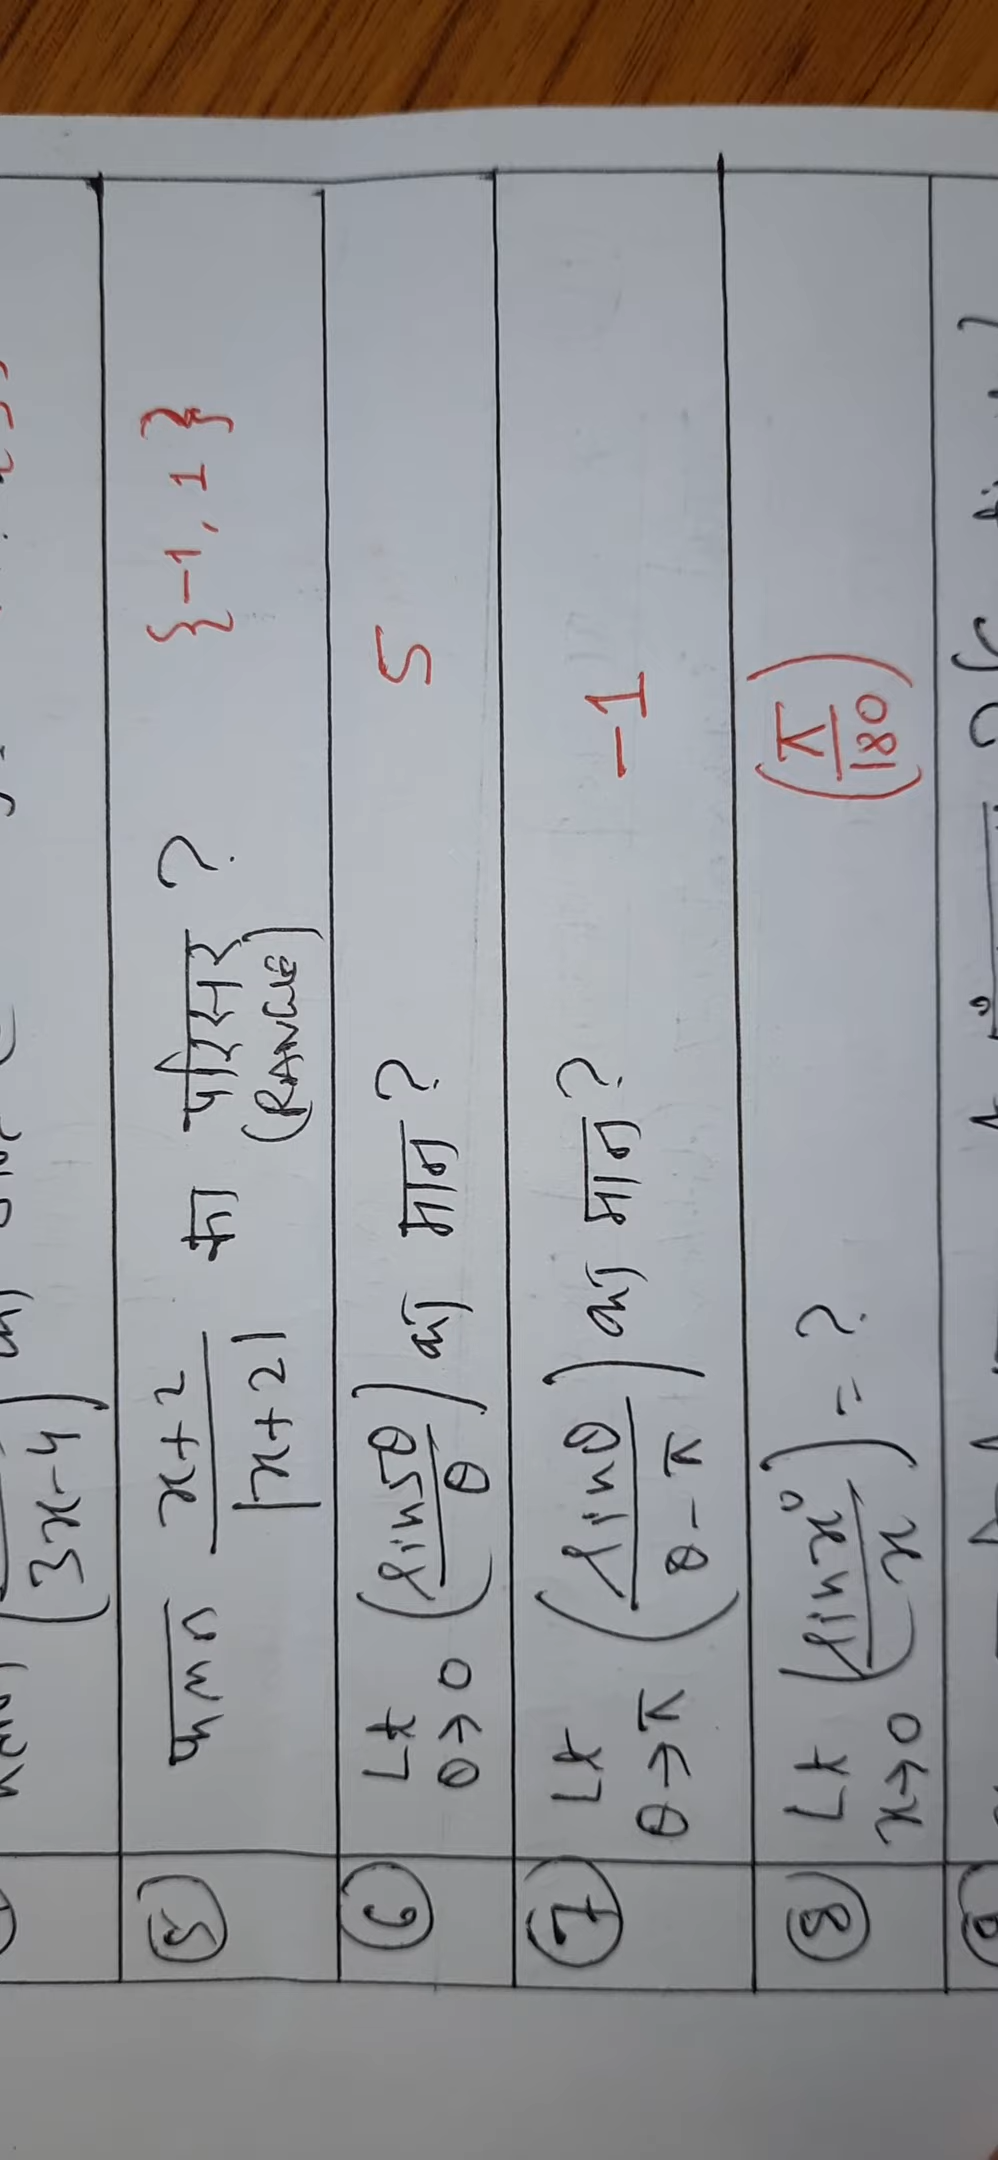 (3x-4)
⑤ फलन x+2 / |x+2| का परिसर (RANGE) ? {-1, 1}
⑥ Lt θ→0 (sin5θ / θ) का मान ? 5
⑦ Lt θ→π (sinθ / θ-π) का मान ? -1
⑧ Lt x→0 (sinx° / x) = ? (π / 180)